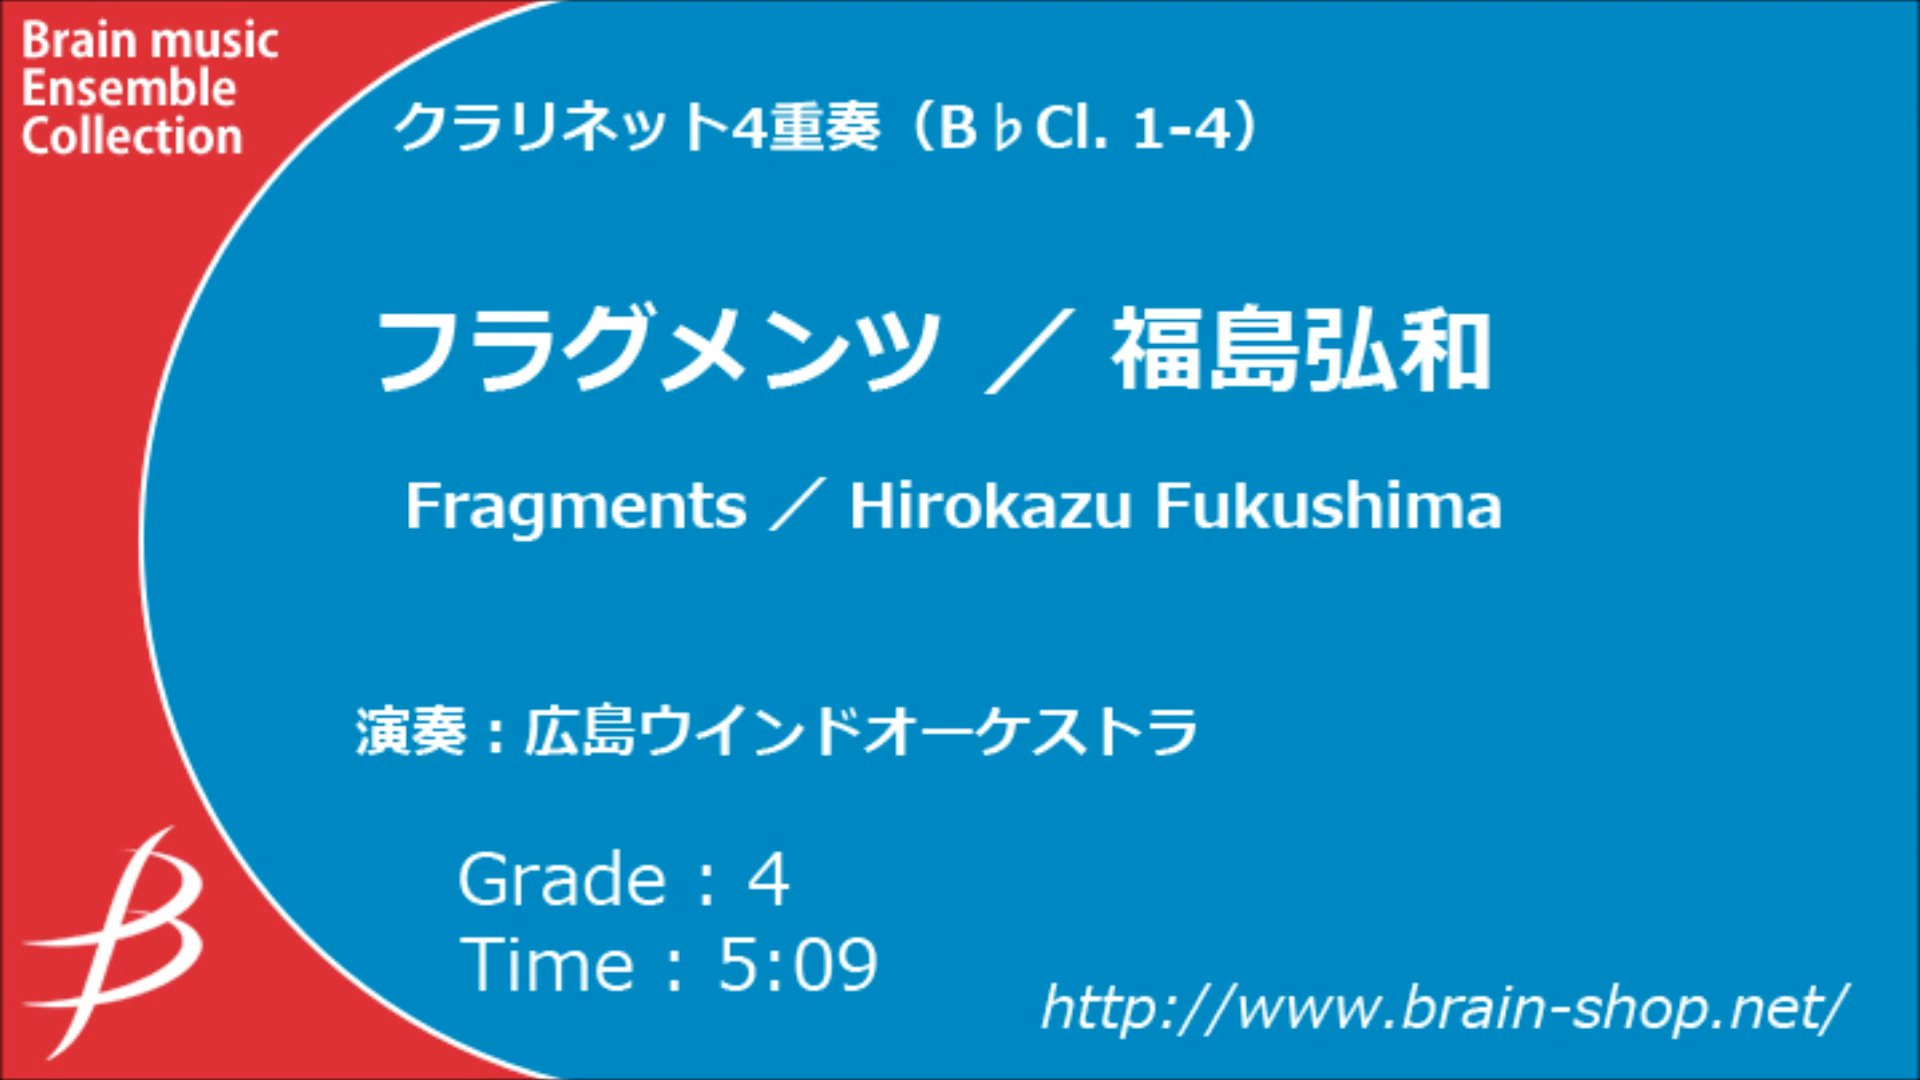 Brain music
Ensemble
Collection
クラリネット4重奏（B♭Cl. 1-4）
フラグメンツ ／ 福島弘和
Fragments ／ Hirokazu Fukushima
演奏：広島ウインドオーケストラ
Grade : 4
Time : 5:09
http://www.brain-shop.net/